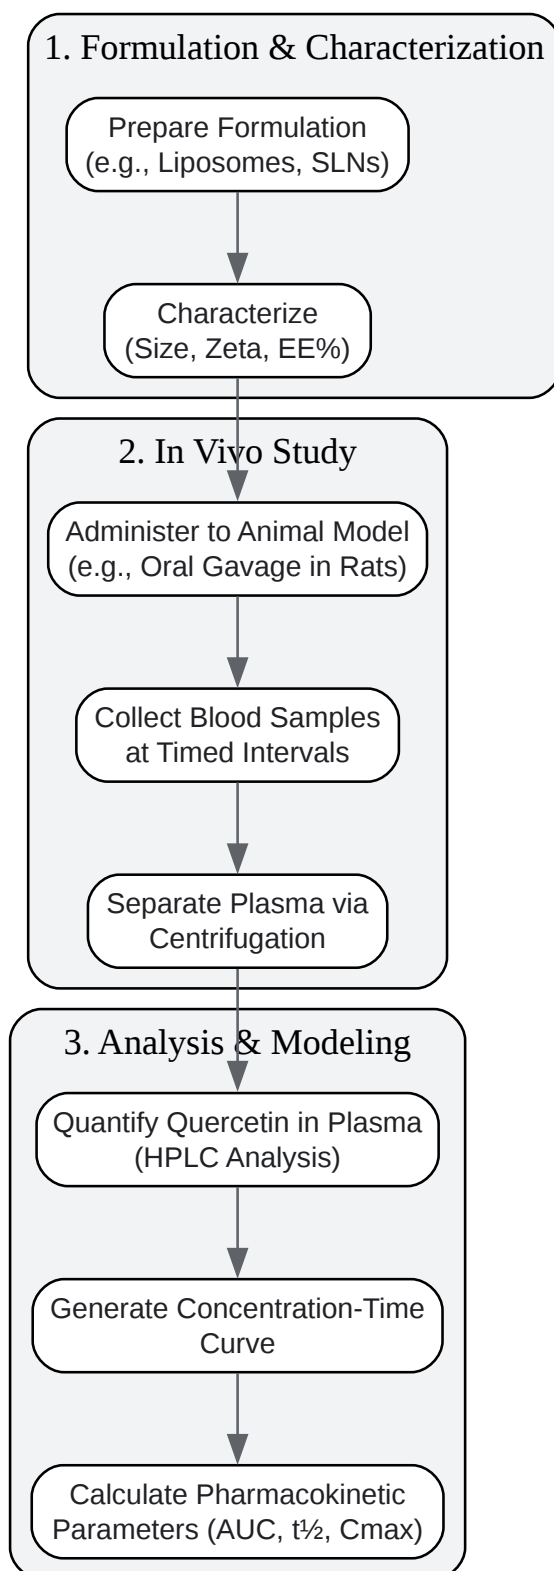 1. Formulation & Characterization
Prepare Formulation
(e.g., Liposomes, SLNs)
Characterize
(Size, Zeta, EE%)
2. In Vivo Study
Administer to Animal Model
(e.g., Oral Gavage in Rats)
Collect Blood Samples
at Timed Intervals
Separate Plasma via
Centrifugation
3. Analysis & Modeling
Quantify Quercetin in Plasma
(HPLC Analysis)
Generate Concentration-Time
Curve
Calculate Pharmacokinetic
Parameters (AUC, t½, Cmax)